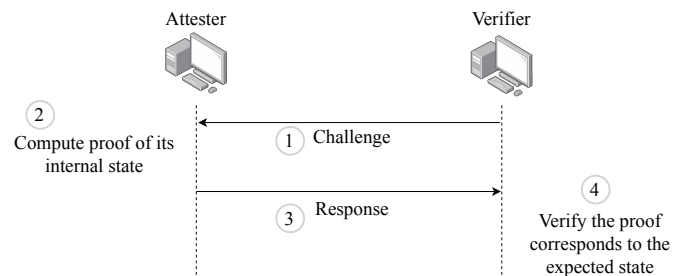 Attester
Verifier
2
Compute proof of its
internal state
1
Challenge
3
Response
4
Verify the proof
corresponds to the
expected state